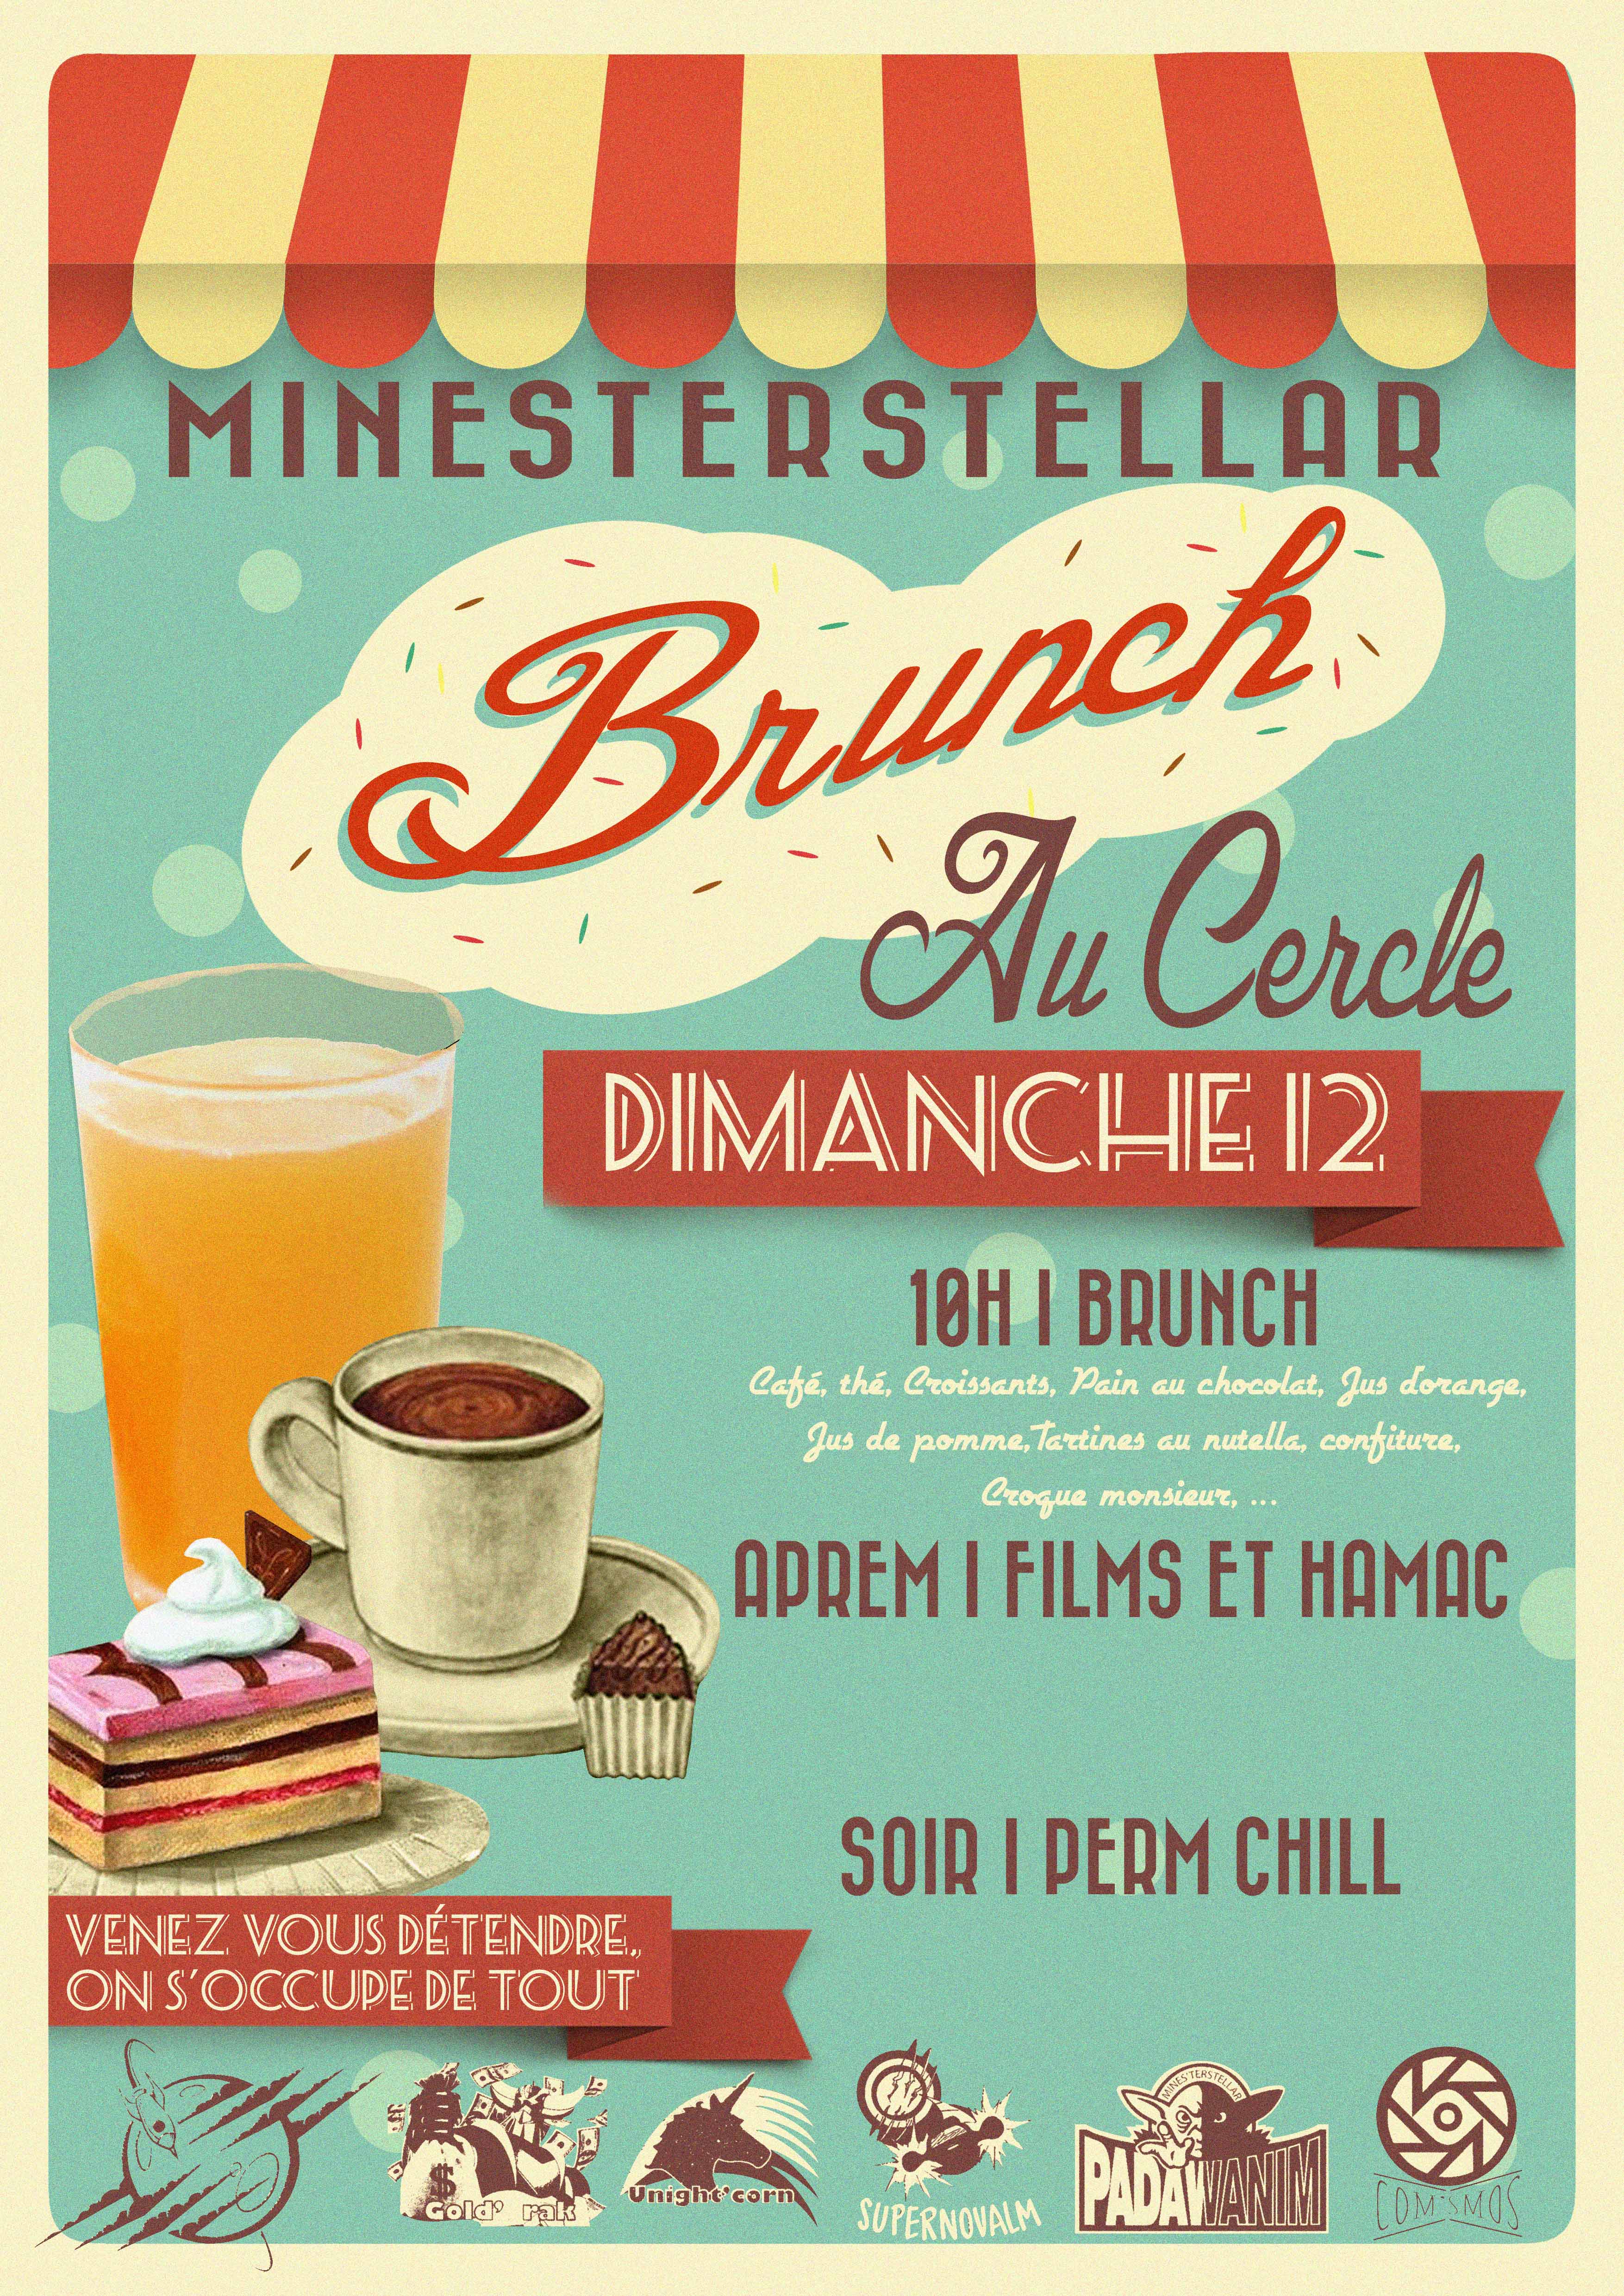 MINESTERSTELLAR
Brunch
Au Cercle
DIMANCHE 12
10H | BRUNCH
Café, thé, Croissants, Pain au chocolat, Jus dorange,
Jus de pomme,Tartines au nutella, confiture,
Croque monsieur, ...
APREM | FILMS ET HAMAC
SOIR | PERM CHILL
VENEZ VOUS DÉTENDRE,
ON S'OCCUPE DE TOUT
$
Gold' rak
Unight'corn
SUPERNOVALM
MINESTERSTELLAR
PADAWANIM
COM'SMOS